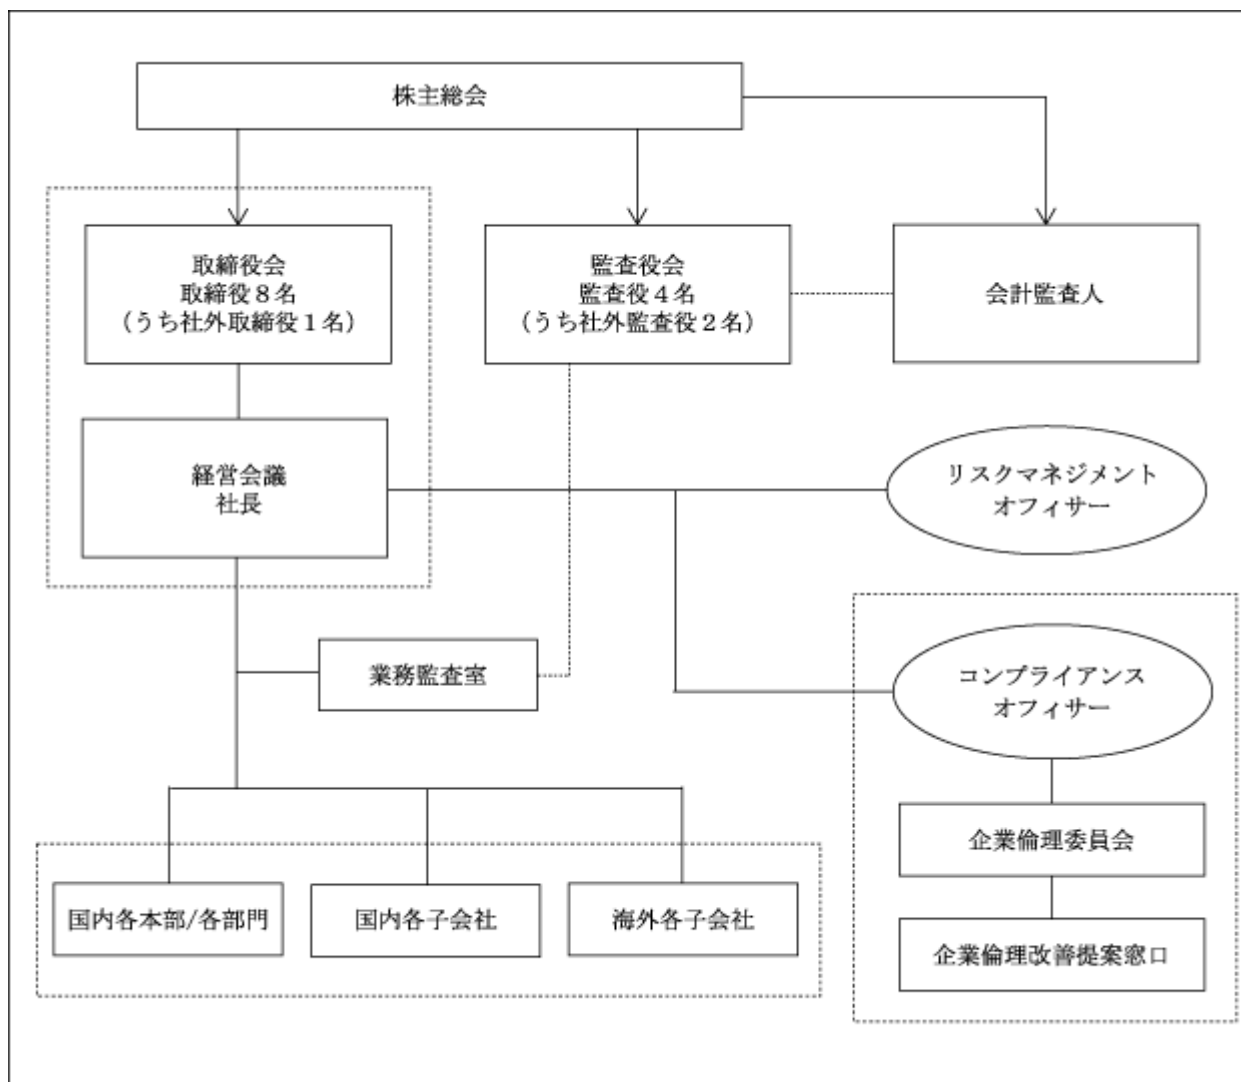 株主総会
取締役会
取締役８名
（うち社外取締役１名）
監査役会
監査役４名
（うち社外監査役２名）
会計監査人
経営会議
社長
リスクマネジメント
オフィサー
業務監査室
コンプライアンス
オフィサー
企業倫理委員会
国内各本部/各部門
国内各子会社
海外各子会社
企業倫理改善提案窓口